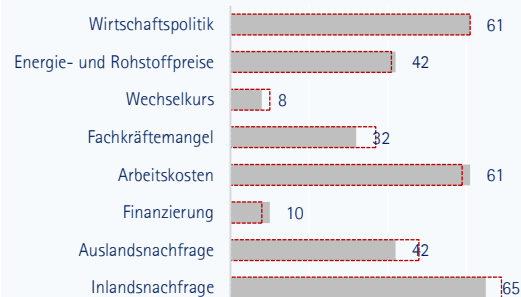 Wirtschaftspolitik 61
Energie- und Rohstoffpreise 42
Wechselkurs 8
Fachkräftemangel 32
Arbeitskosten 61
Finanzierung 10
Auslandsnachfrage 42
Inlandsnachfrage 65